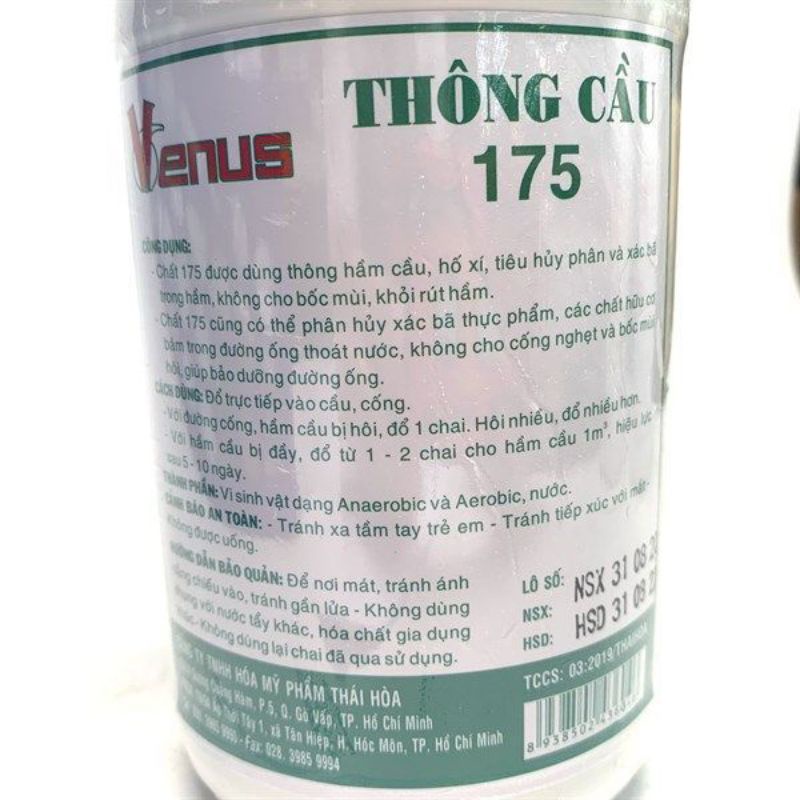 Venus
THÔNG CẦU
175
CÔNG DỤNG:
- Chất 175 được dùng thông hầm cầu, hố xí, tiêu hủy phân và xác bã
trong hầm, không cho bốc mùi, khỏi rút hầm.
- Chất 175 cũng có thể phân hủy xác bã thực phẩm, các chất hữu cơ
bám trong đường ống thoát nước, không cho cống nghẹt và bốc mùi
hôi, giúp bảo dưỡng đường ống.
CÁCH DÙNG: Đổ trực tiếp vào cầu, cống.
- Với đường cống, hầm cầu bị hôi, đổ 1 chai. Hôi nhiều, đổ nhiều hơn.
- Với hầm cầu bị đầy, đổ từ 1 - 2 chai cho hầm cầu 1m³, hiệu lực
sau 5 - 10 ngày.
THÀNH PHẦN: Vi sinh vật dạng Anaerobic và Aerobic, nước.
CẢNH BÁO AN TOÀN: - Tránh xa tầm tay trẻ em - Tránh tiếp xúc với mắt-
Không được uống.
HƯỚNG DẪN BẢO QUẢN: Để nơi mát, tránh ánh
nắng chiếu vào, tránh gần lửa - Không dùng
chung với nước tẩy khác, hóa chất gia dụng
khác- Không dùng lại chai đã qua sử dụng.
LÔ SỐ:
NSX: NSX 31 08
HSD: HSD 31 08
TCCS: 03:2019/THAIHOA
CÔNG TY TNHH HÓA MỸ PHẨM THÁI HÒA
Quảng Hàm, P.5, Q. Gò Vấp, TP. Hồ Chí Minh
Thới Tây 1, xã Tân Hiệp, H. Hóc Môn, TP. Hồ Chí Minh
3985 9995 - Fax: 028. 3985 9994
8 938502